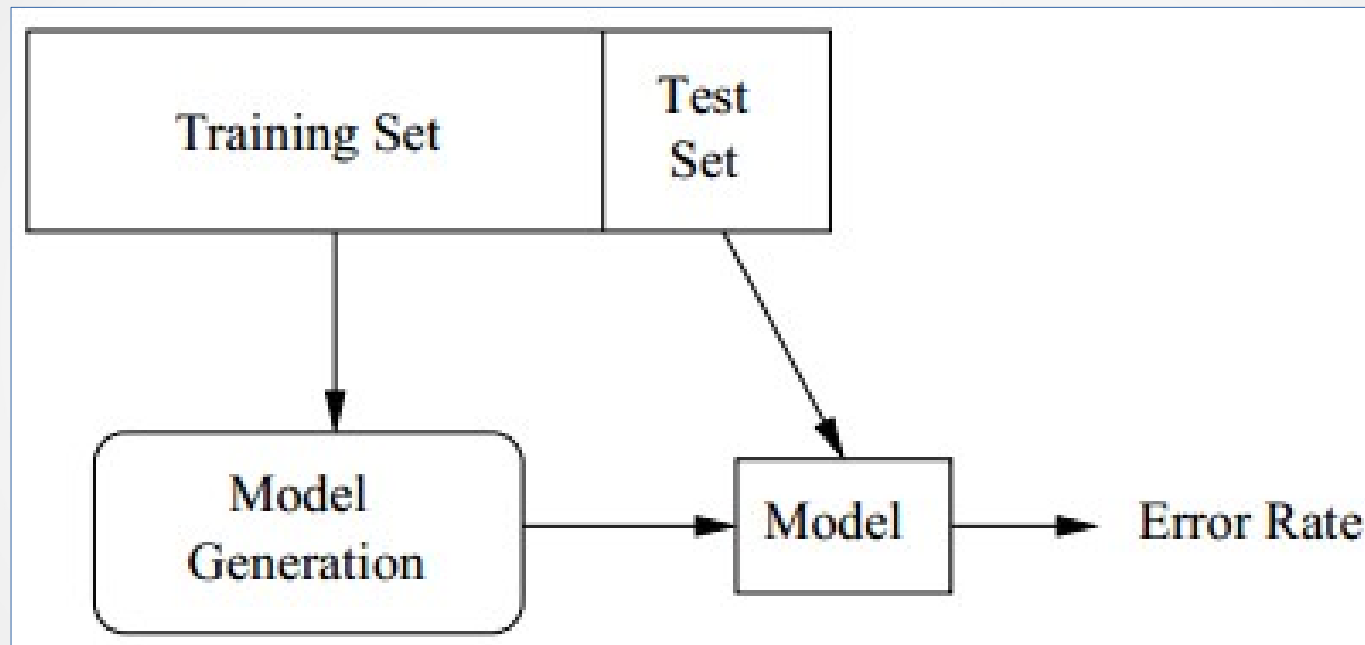 Training Set
Test
Set
Model
Generation
Model
Error Rate